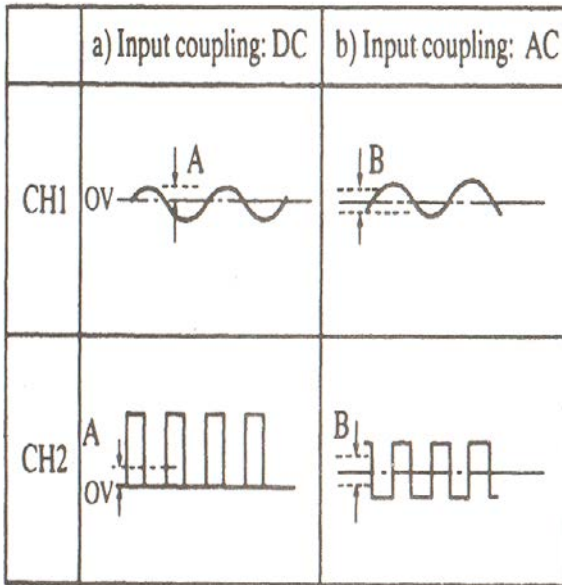 a) Input coupling: DC
b) Input coupling: AC
CH1
OV
A
B
CH2
A
OV
B